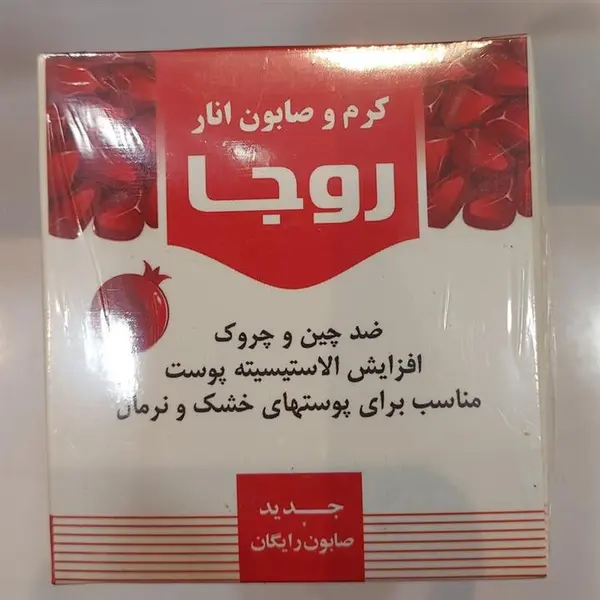 کرم و صابون انار
روجا
ضد چین و چروک
افزایش الاستیسیته پوست
مناسب برای پوستهای خشک و نرمال
جدید
صابون رایگان